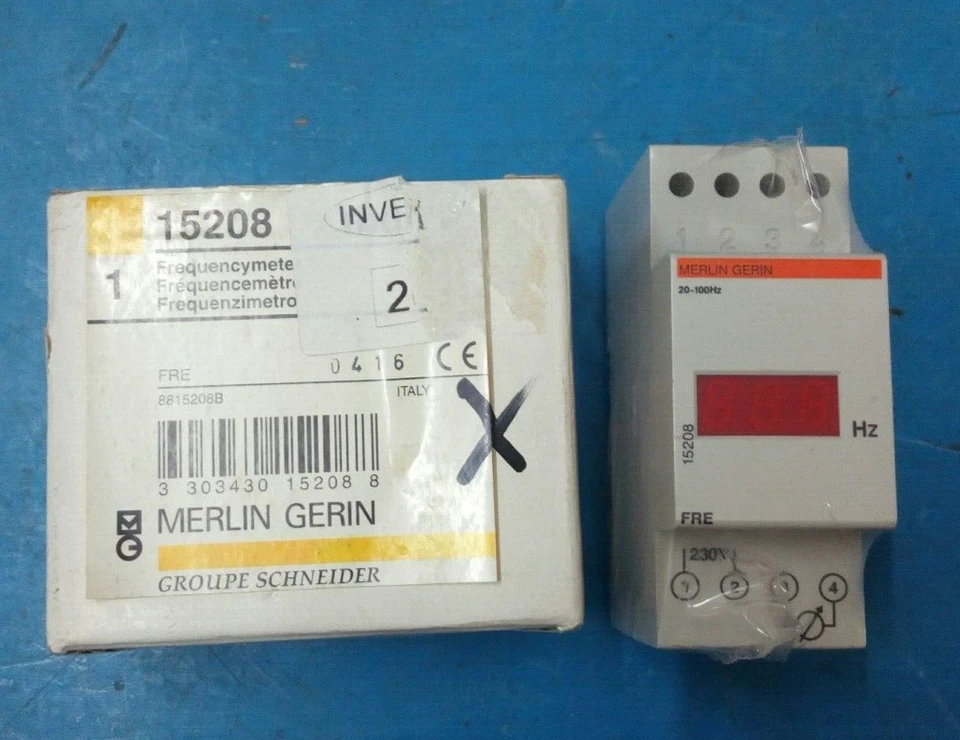 15208
INVE
1
Frequencymete
Fréquencemètr
Frequenzimetro
2
FRE
0416
CE
8815208B
ITALY
X
3 303430 15208 8
MERLIN GERIN
GROUPE SCHNEIDER
1 2 3 4
MERLIN GERIN
20-100Hz
15208
Hz
FRE
230V
1 2 3 4